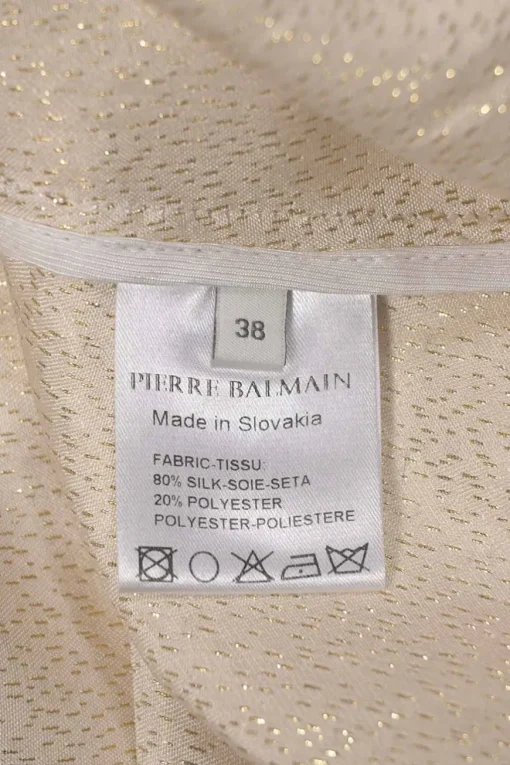 38
PIERRE BALMAIN
Made in Slovakia
FABRIC-TISSU:
80% SILK-SOIE-SETA
20% POLYESTER
POLYESTER-POLIESTERE